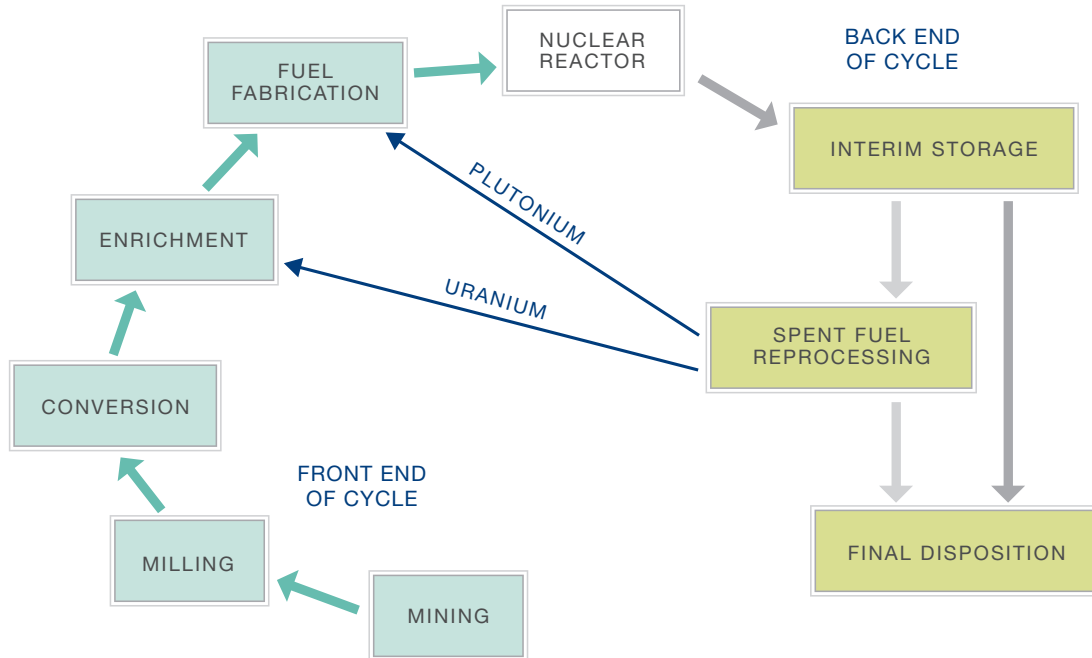 NUCLEAR
REACTOR
BACK END
OF CYCLE
FUEL
FABRICATION
INTERIM STORAGE
PLUTONIUM
ENRICHMENT
URANIUM
SPENT FUEL
REPROCESSING
CONVERSION
FRONT END
OF CYCLE
MILLING
FINAL DISPOSITION
MINING